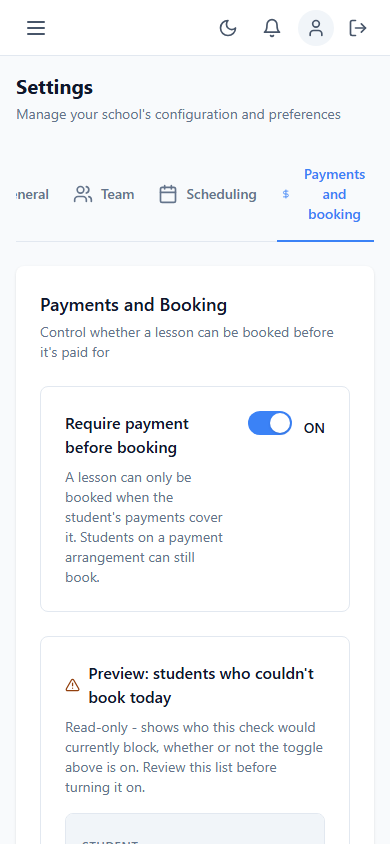 Settings
Manage your school's configuration and preferences
eneral
Team
Scheduling
$
Payments
and
booking
Payments and Booking
Control whether a lesson can be booked before
it's paid for
Require payment
before booking
ON
A lesson can only be
booked when the
student's payments cover
it. Students on a payment
arrangement can still
book.
Preview: students who couldn't
book today
Read-only - shows who this check would
currently block, whether or not the toggle
above is on. Review this list before
turning it on.
STUDENT